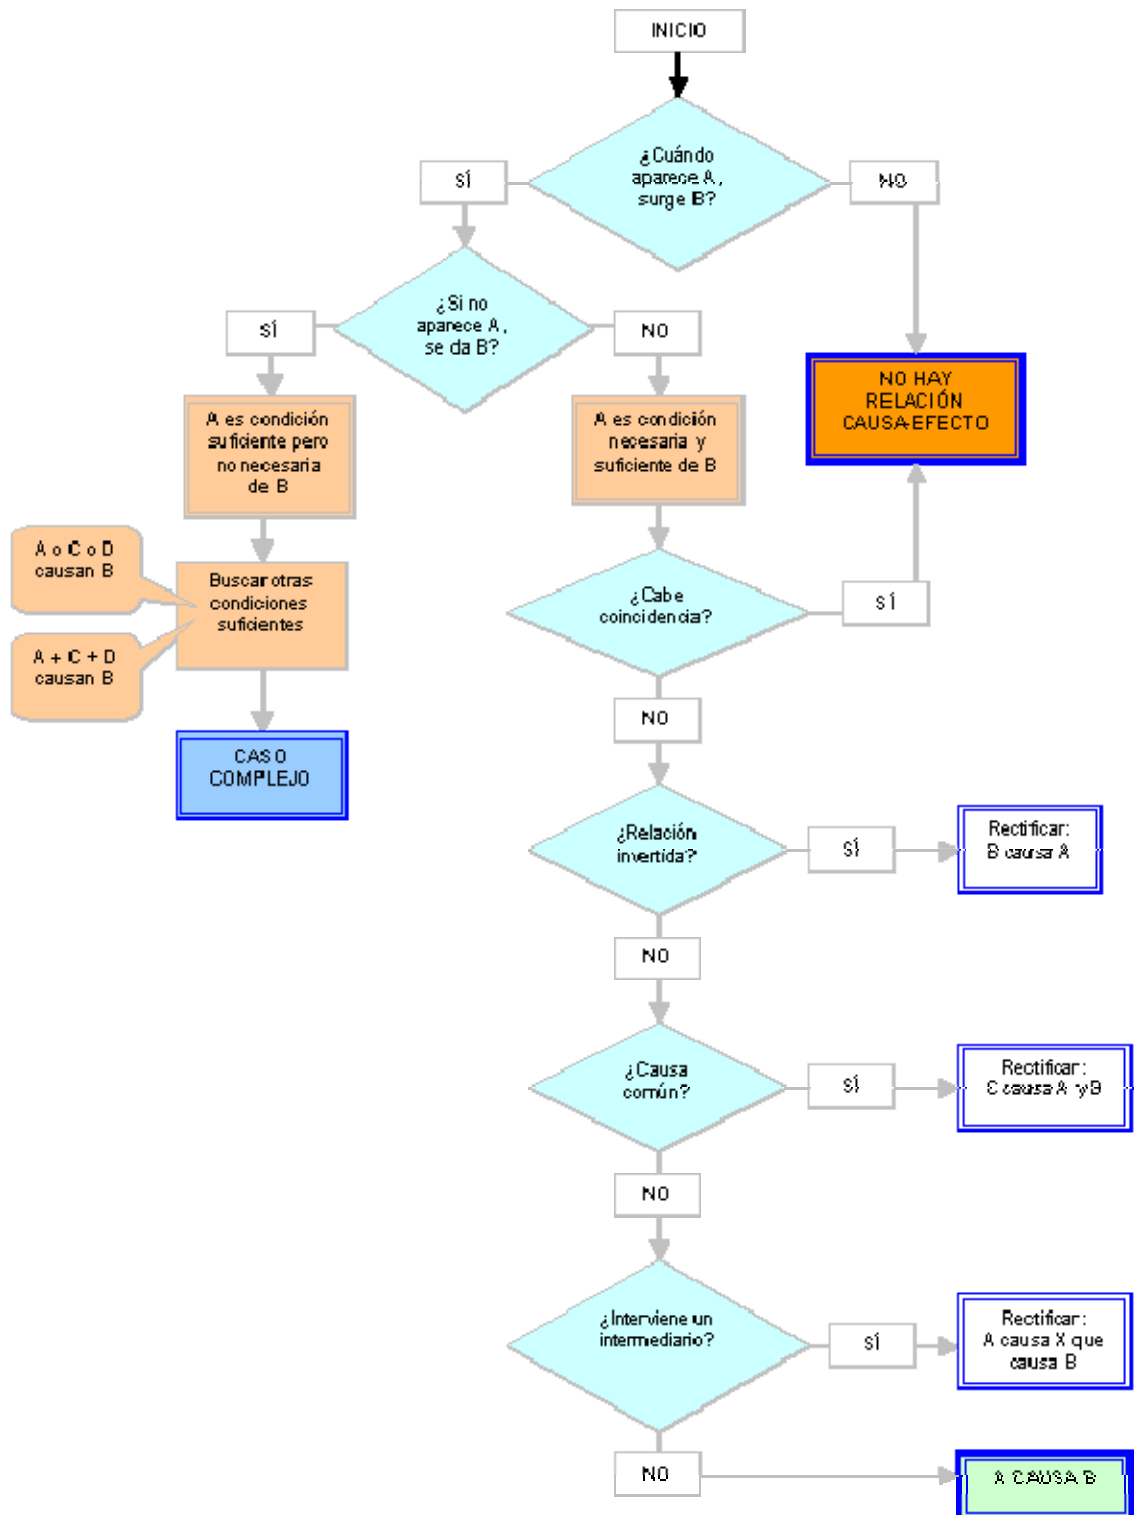 INICIO
¿Cuándo
aparece A,
surge B?
SÍ
NO
¿Si no
aparece A,
se da B?
SÍ
NO
NO HAY
RELACIÓN
CAUSA-EFECTO
A es condición
suficiente pero
no necesaria
de B
A es condición
necesaria y
suficiente de B
A o C o D
causan B
Buscar otras
condiciones
suficientes
A + C + D
causan B
¿Cabe
coincidencia?
SÍ
NO
CASO
COMPLEJO
¿Relación
invertida?
SÍ
Rectificar:
B causa A
NO
¿Causa
común?
SÍ
Rectificar:
C causa A y B
NO
¿Interviene un
intermediario?
SÍ
Rectificar:
A causa X que
causa B
NO
A CAUSA B